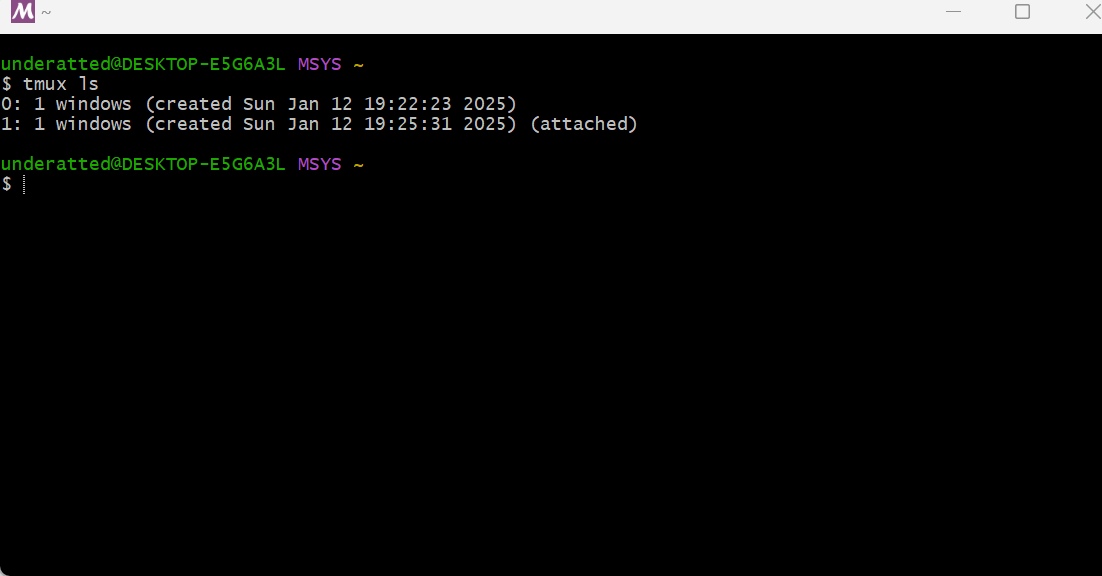 M ~
underatted@DESKTOP-E5G6A3L MSYS ~
$ tmux ls
0: 1 windows (created Sun Jan 12 19:22:23 2025)
1: 1 windows (created Sun Jan 12 19:25:31 2025) (attached)
underatted@DESKTOP-E5G6A3L MSYS ~
$